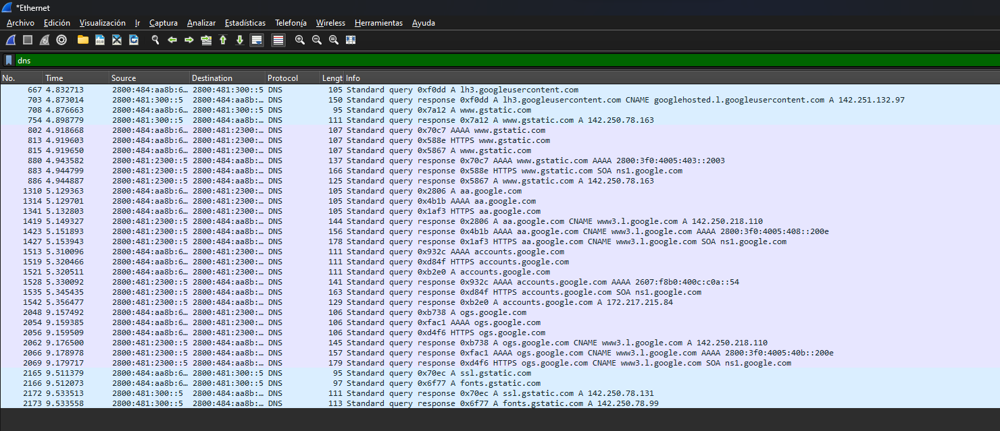 *Ethernet
Archivo Edición Visualización Ir Captura Analizar Estadísticas Telefonía Wireless Herramientas Ayuda
dns
No. Time Source Destination Protocol Lengt Info
667 4.832713 2800:484:aa8b:6… 2800:481:300::5 DNS 105 Standard query 0xf0dd A lh3.googleusercontent.com
703 4.873014 2800:481:300::5 2800:484:aa8b:… DNS 150 Standard query response 0xf0dd A lh3.googleusercontent.com CNAME googlehosted.l.googleusercontent.com A 142.251.132.97
708 4.876663 2800:484:aa8b:6… 2800:481:300::5 DNS 95 Standard query 0x7a12 A www.gstatic.com
754 4.898779 2800:481:300::5 2800:484:aa8b:… DNS 111 Standard query response 0x7a12 A www.gstatic.com A 142.250.78.163
802 4.918668 2800:484:aa8b:6… 2800:481:2300:… DNS 107 Standard query 0x70c7 AAAA www.gstatic.com
813 4.919603 2800:484:aa8b:6… 2800:481:2300:… DNS 107 Standard query 0x588e HTTPS www.gstatic.com
815 4.919650 2800:484:aa8b:6… 2800:481:2300:… DNS 107 Standard query 0x5867 A www.gstatic.com
880 4.943582 2800:481:2300::5 2800:484:aa8b:… DNS 137 Standard query response 0x70c7 AAAA www.gstatic.com AAAA 2800:3f0:4005:403::2003
883 4.944799 2800:481:2300::5 2800:484:aa8b:… DNS 166 Standard query response 0x588e HTTPS www.gstatic.com SOA ns1.google.com
886 4.944887 2800:481:2300::5 2800:484:aa8b:… DNS 125 Standard query response 0x5867 A www.gstatic.com A 142.250.78.163
1310 5.129363 2800:484:aa8b:6… 2800:481:2300:… DNS 105 Standard query 0x2806 A aa.google.com
1314 5.129701 2800:484:aa8b:6… 2800:481:2300:… DNS 105 Standard query 0x4b1b AAAA aa.google.com
1341 5.132803 2800:484:aa8b:6… 2800:481:2300:… DNS 105 Standard query 0x1af3 HTTPS aa.google.com
1419 5.149327 2800:481:2300::5 2800:484:aa8b:… DNS 144 Standard query response 0x2806 A aa.google.com CNAME www3.l.google.com A 142.250.218.110
1423 5.151893 2800:481:2300::5 2800:484:aa8b:… DNS 156 Standard query response 0x4b1b AAAA aa.google.com CNAME www3.l.google.com AAAA 2800:3f0:4005:408::200e
1427 5.153943 2800:481:2300::5 2800:484:aa8b:… DNS 178 Standard query response 0x1af3 HTTPS aa.google.com CNAME www3.l.google.com SOA ns1.google.com
1513 5.310096 2800:484:aa8b:6… 2800:481:2300:… DNS 111 Standard query 0x932c AAAA accounts.google.com
1519 5.320466 2800:484:aa8b:6… 2800:481:2300:… DNS 111 Standard query 0xd84f HTTPS accounts.google.com
1521 5.320511 2800:484:aa8b:6… 2800:481:2300:… DNS 111 Standard query 0xb2e0 A accounts.google.com
1528 5.330092 2800:481:2300::5 2800:484:aa8b:… DNS 141 Standard query response 0x932c AAAA accounts.google.com AAAA 2607:f8b0:400c:c0a::54
1535 5.345435 2800:481:2300::5 2800:484:aa8b:… DNS 163 Standard query response 0xd84f HTTPS accounts.google.com SOA ns1.google.com
1542 5.356477 2800:481:2300::5 2800:484:aa8b:… DNS 129 Standard query response 0xb2e0 A accounts.google.com A 172.217.215.84
2048 9.157492 2800:484:aa8b:6… 2800:481:2300:… DNS 106 Standard query 0xb738 A ogs.google.com
2054 9.159385 2800:484:aa8b:6… 2800:481:2300:… DNS 106 Standard query 0xfac1 AAAA ogs.google.com
2056 9.159509 2800:484:aa8b:6… 2800:481:2300:… DNS 106 Standard query 0xd4f6 HTTPS ogs.google.com
2062 9.176500 2800:481:2300::5 2800:484:aa8b:… DNS 145 Standard query response 0xb738 A ogs.google.com CNAME www3.l.google.com A 142.250.218.110
2066 9.178978 2800:481:2300::5 2800:484:aa8b:… DNS 157 Standard query response 0xfac1 AAAA ogs.google.com CNAME www3.l.google.com AAAA 2800:3f0:4005:40b::200e
2069 9.179717 2800:481:2300::5 2800:484:aa8b:… DNS 179 Standard query response 0xd4f6 HTTPS ogs.google.com CNAME www3.l.google.com SOA ns1.google.com
2165 9.511379 2800:484:aa8b:6… 2800:481:300::5 DNS 95 Standard query 0x70ec A ssl.gstatic.com
2166 9.512073 2800:484:aa8b:6… 2800:481:300::5 DNS 97 Standard query 0x6f77 A fonts.gstatic.com
2172 9.533513 2800:481:300::5 2800:484:aa8b:… DNS 111 Standard query response 0x70ec A ssl.gstatic.com A 142.250.78.131
2173 9.533558 2800:481:300::5 2800:484:aa8b:… DNS 113 Standard query response 0x6f77 A fonts.gstatic.com A 142.250.78.99